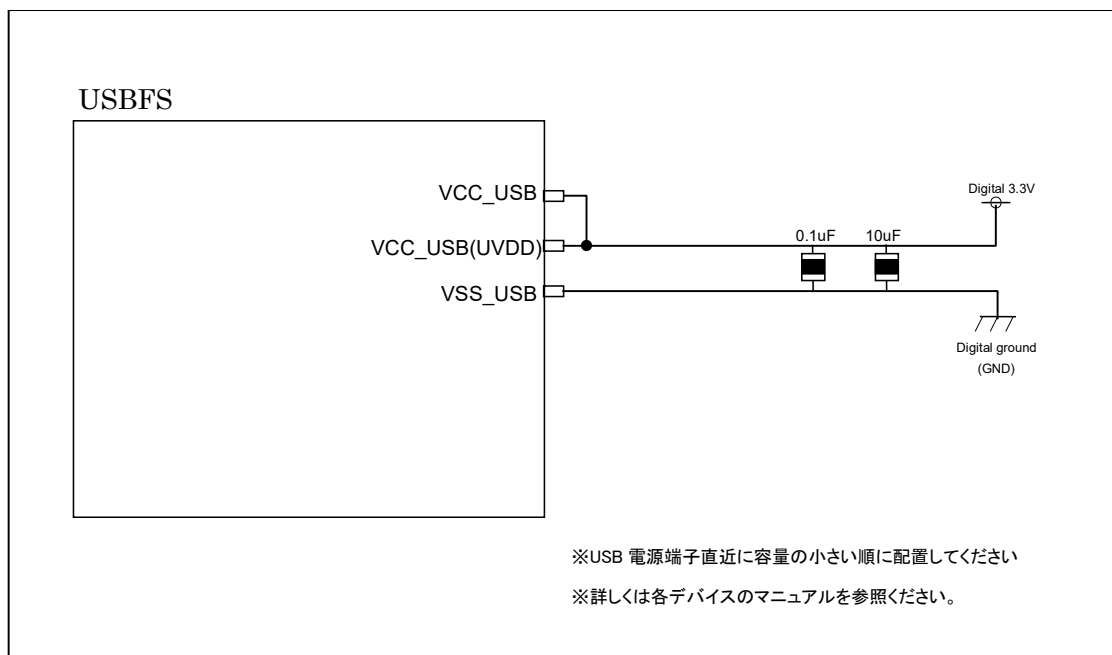 USBFS
VCC_USB
Digital 3.3V
VCC_USB(UVDD)
0.1uF
10uF
VSS_USB
Digital ground
(GND)
※USB 電源端子直近に容量の小さい順に配置してください
※詳しくは各デバイスのマニュアルを参照ください。